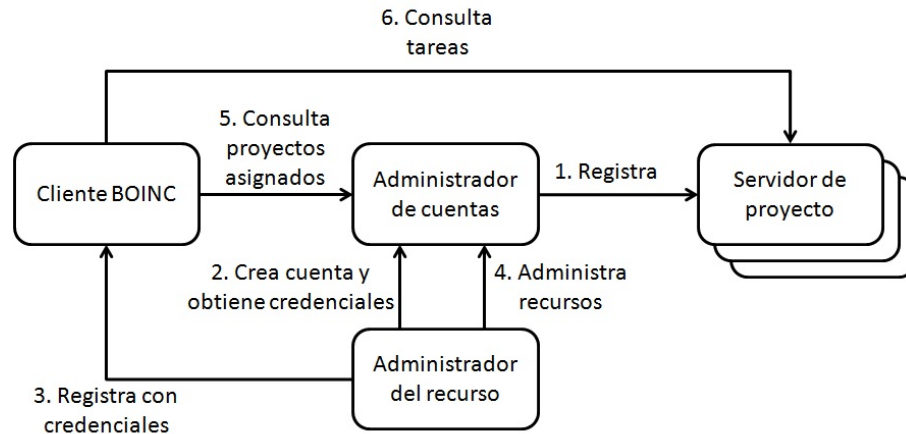 6. Consulta
tareas
5. Consulta
proyectos
asignados
Cliente BOINC
Administrador
de cuentas
1. Registra
Servidor de
proyecto
2. Crea cuenta y
obtiene credenciales
4. Administra
recursos
Administrador
del recurso
3. Registra con
credenciales